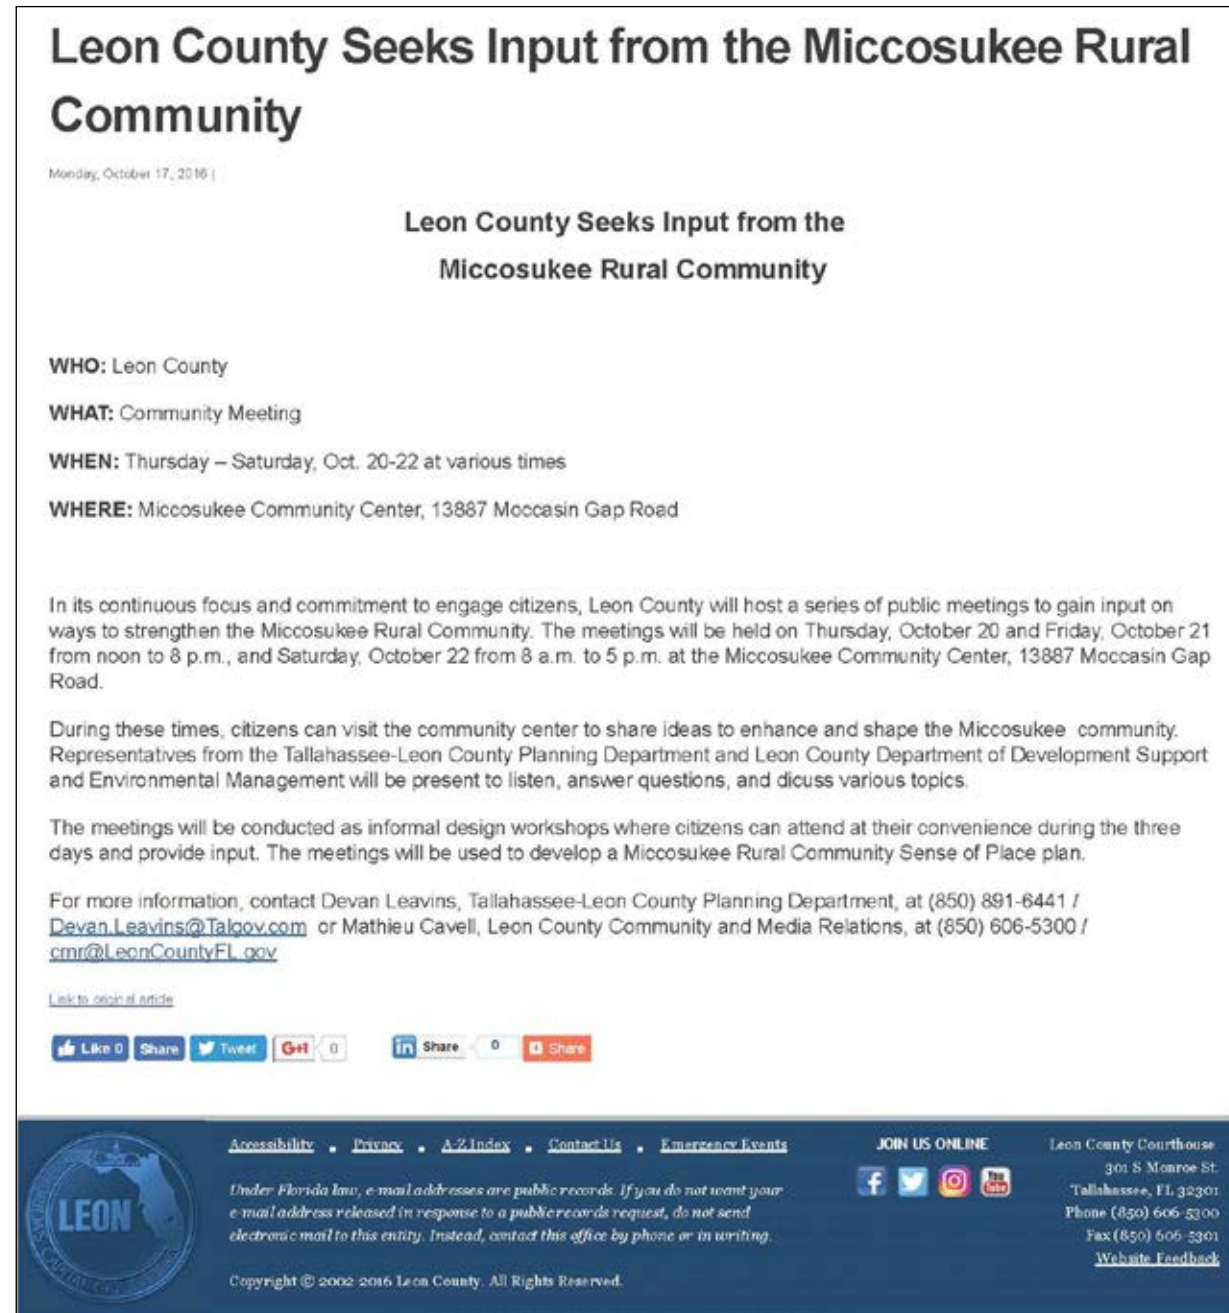 Leon County Seeks Input from the Miccosukee Rural
Community
Monday, October 17, 2016 |
Leon County Seeks Input from the
Miccosukee Rural Community
WHO: Leon County
WHAT: Community Meeting
WHEN: Thursday – Saturday, Oct. 20-22 at various times
WHERE: Miccosukee Community Center, 13887 Moccasin Gap Road
In its continuous focus and commitment to engage citizens, Leon County will host a series of public meetings to gain input on
ways to strengthen the Miccosukee Rural Community. The meetings will be held on Thursday, October 20 and Friday, October 21
from noon to 8 p.m., and Saturday, October 22 from 8 a.m. to 5 p.m. at the Miccosukee Community Center, 13887 Moccasin Gap
Road.
During these times, citizens can visit the community center to share ideas to enhance and shape the Miccosukee community.
Representatives from the Tallahassee-Leon County Planning Department and Leon County Department of Development Support
and Environmental Management will be present to listen, answer questions, and dicuss various topics.
The meetings will be conducted as informal design workshops where citizens can attend at their convenience during the three
days and provide input. The meetings will be used to develop a Miccosukee Rural Community Sense of Place plan.
For more information, contact Devan Leavins, Tallahassee-Leon County Planning Department, at (850) 891-6441 /
Devan.Leavins@Talgov.com or Mathieu Cavell, Leon County Community and Media Relations, at (850) 606-5300 /
cmr@LeonCountyFL.gov
Link to original article
Like 0 Share Tweet G+1 0 in Share 0 Share
Accessibility . Privacy . A-Z Index . Contact Us . Emergency Events
Under Florida law, e-mail addresses are public records. If you do not want your
e-mail address released in response to a public records request, do not send
electronic mail to this entity. Instead, contact this office by phone or in writing.
Copyright © 2002-2016 Leon County. All Rights Reserved.
JOIN US ONLINE
You Tube
Leon County Courthouse
301 S Monroe St.
Tallahassee, FL 32301
Phone (850) 606-5300
Fax (850) 606-5301
Website Feedback
LEON